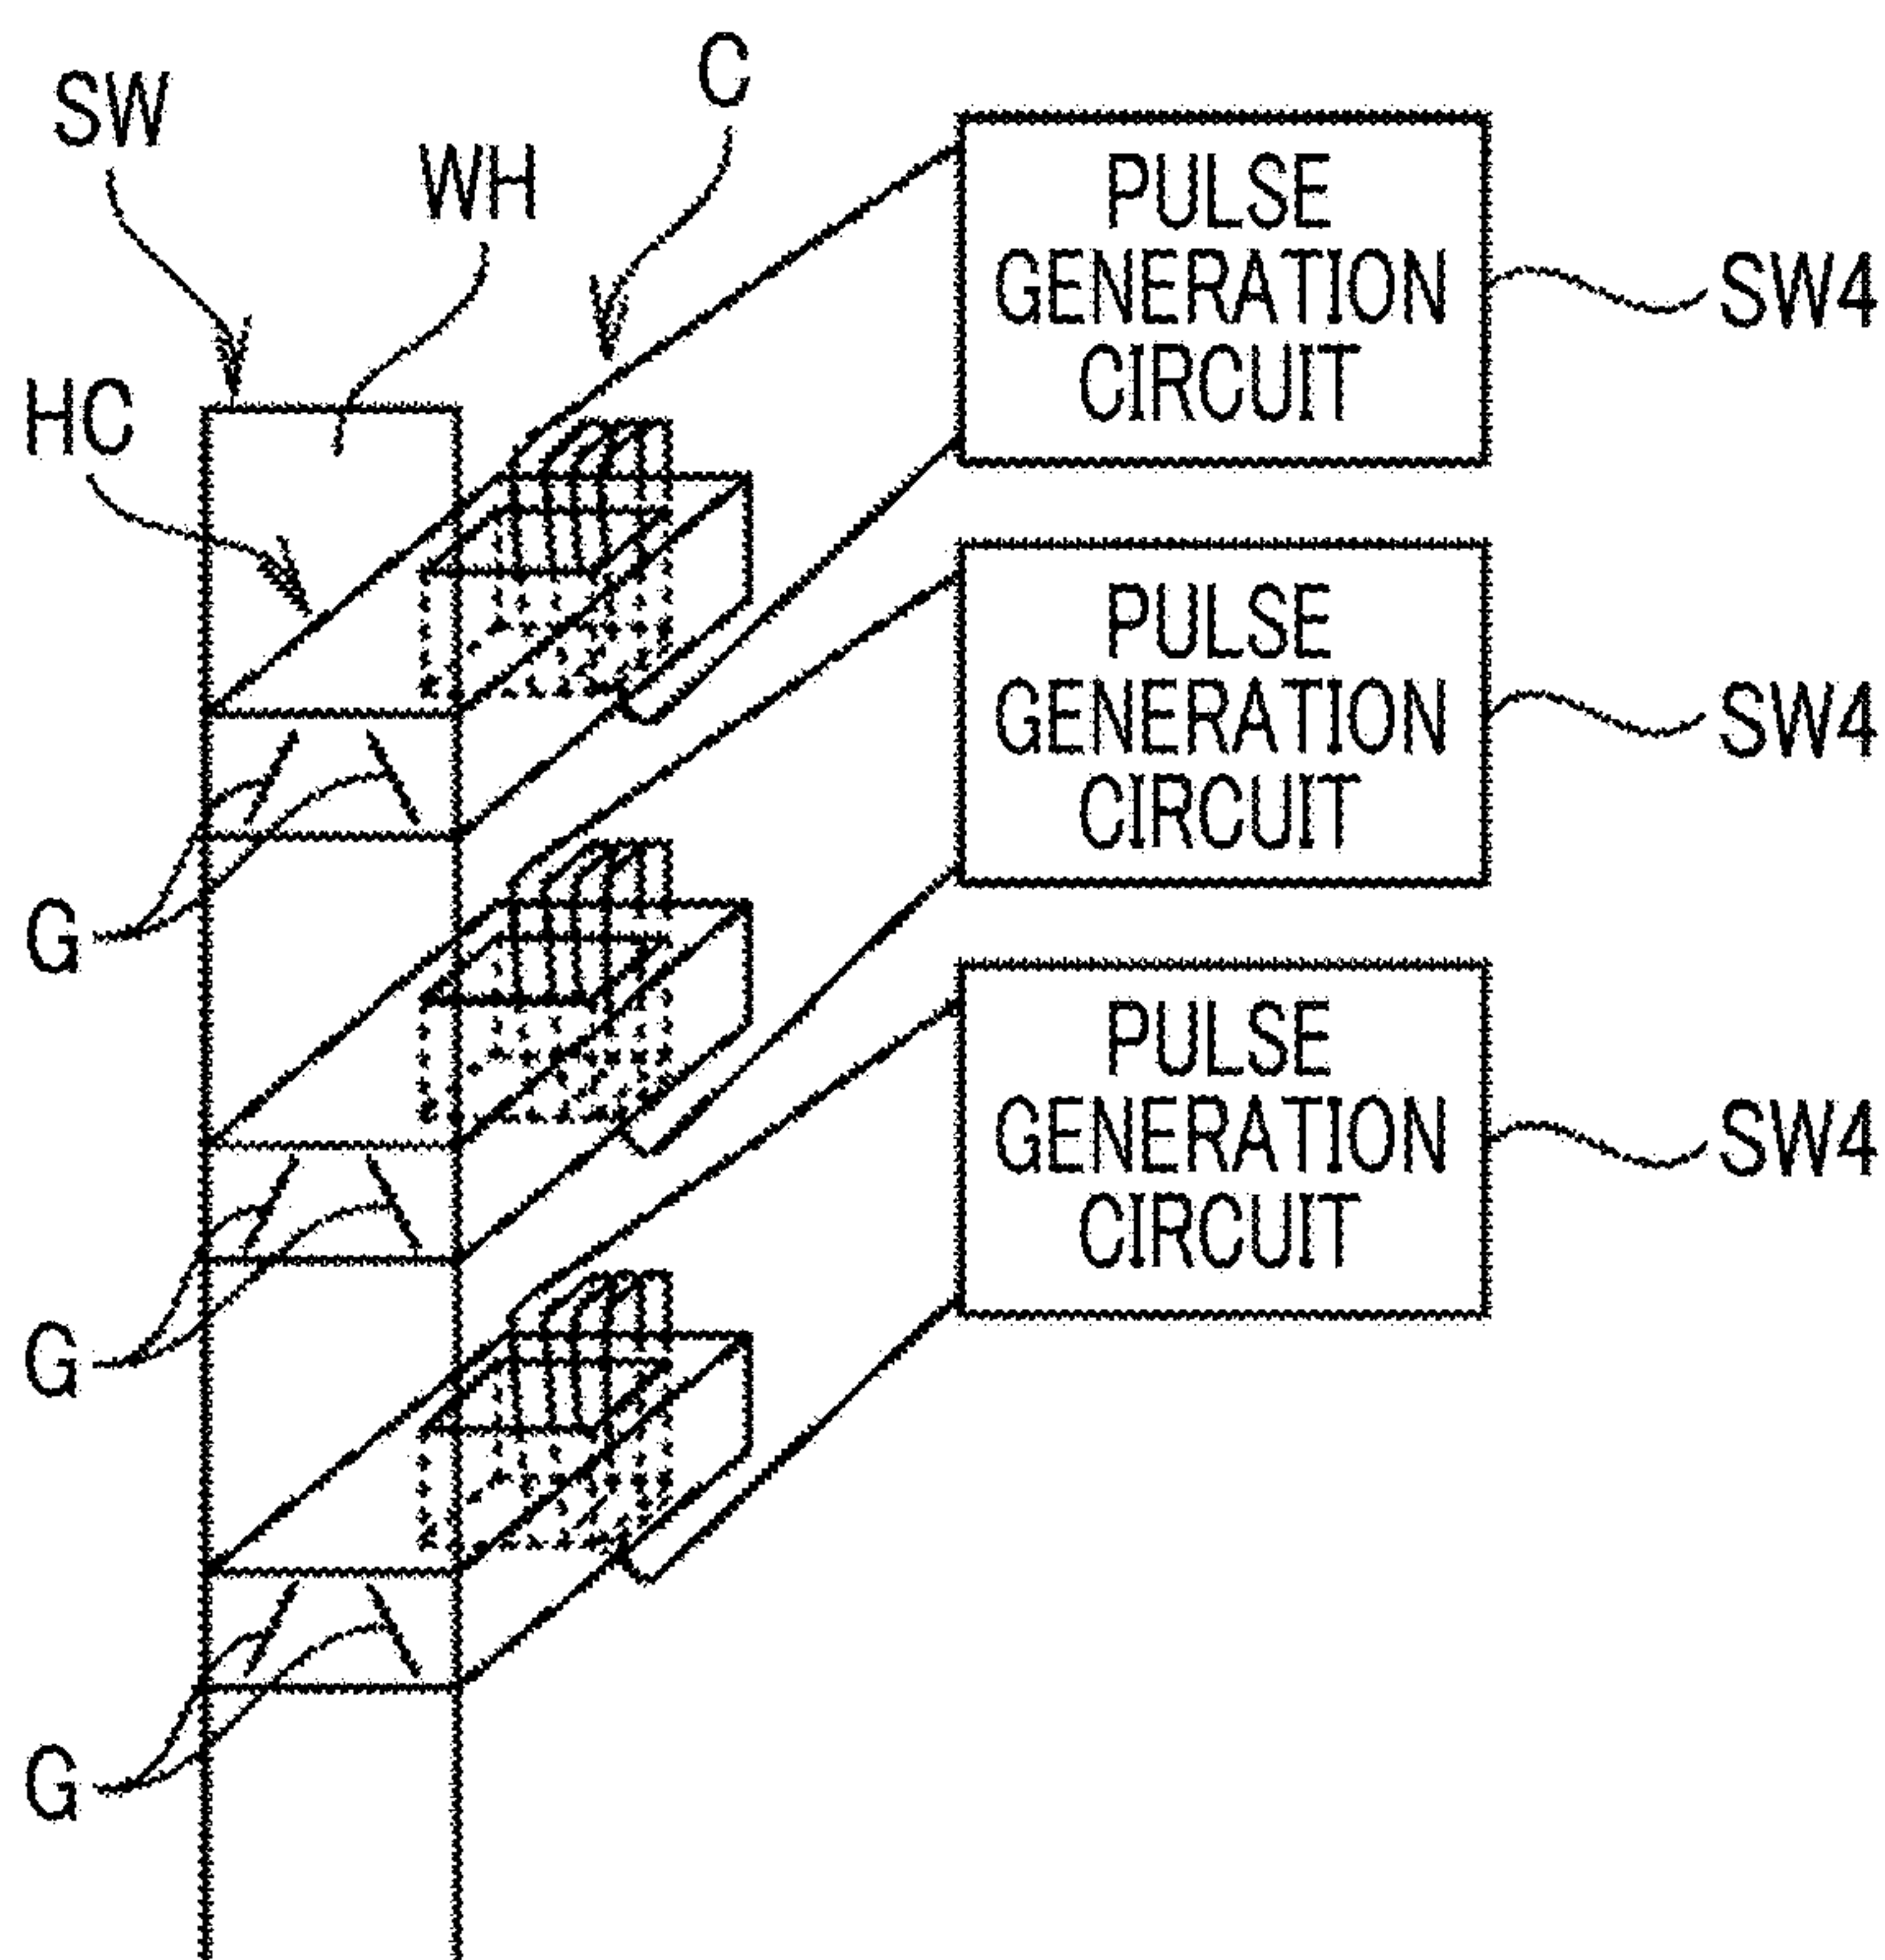 SW
WH
C
HC
PULSE
GENERATION
CIRCUIT
SW4
PULSE
GENERATION
CIRCUIT
SW4
G
PULSE
GENERATION
CIRCUIT
SW4
G
G